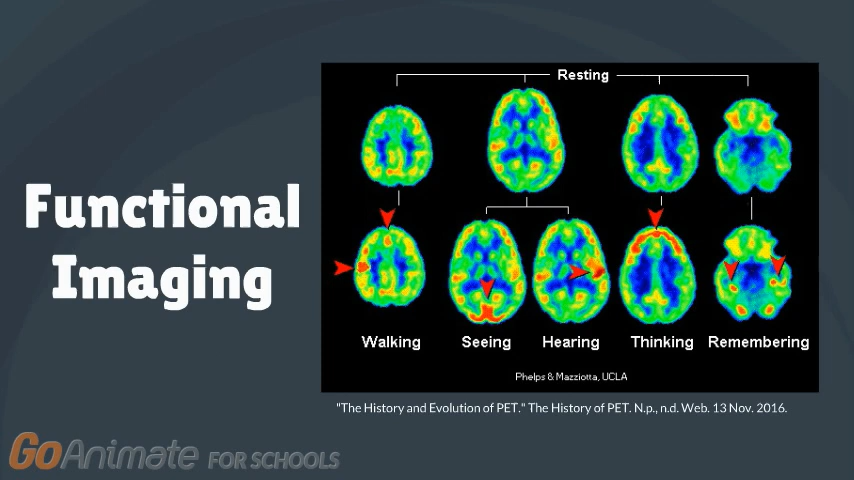 Functional
Imaging
Resting
Walking Seeing Hearing Thinking Remembering
Phelps & Mazziotta, UCLA
"The History and Evolution of PET." The History of PET. N.p., n.d. Web. 13 Nov. 2016.
GoAnimate FOR SCHOOLS